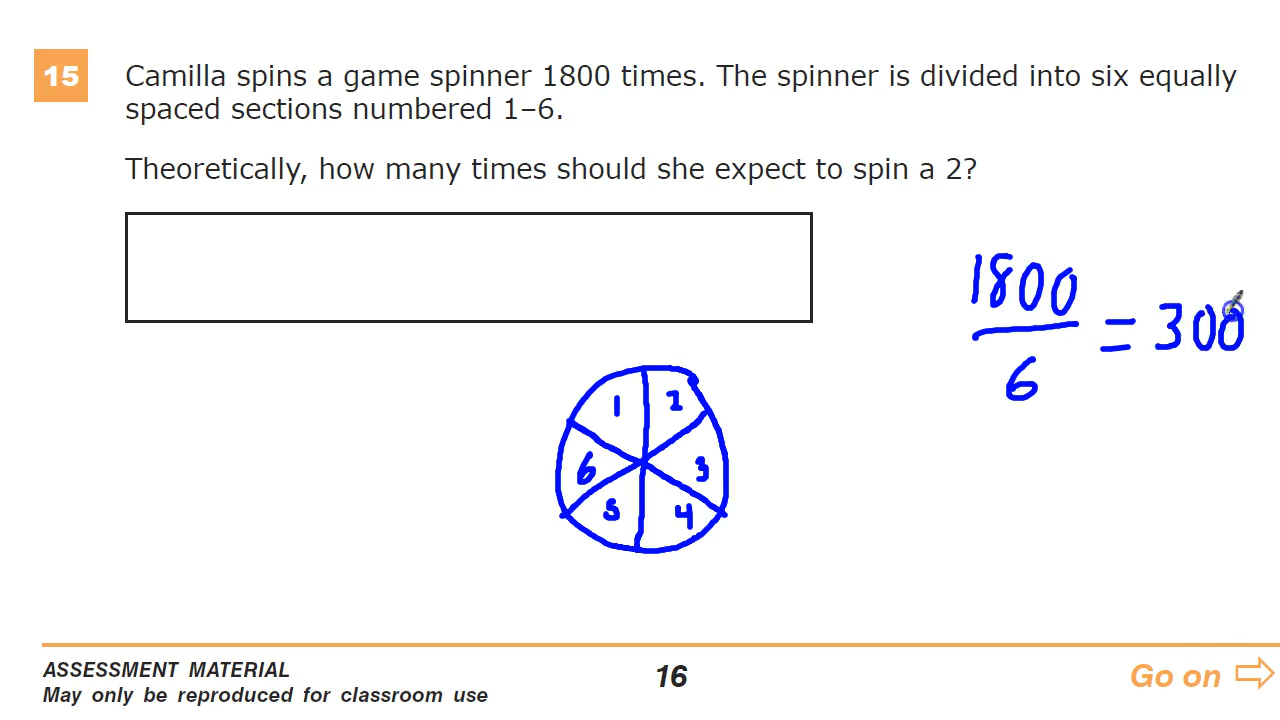 15
Camilla spins a game spinner 1800 times. The spinner is divided into six equally
spaced sections numbered 1–6.
Theoretically, how many times should she expect to spin a 2?
1800
6
= 300
1 2
6 3
5 4
ASSESSMENT MATERIAL
May only be reproduced for classroom use
16
Go on